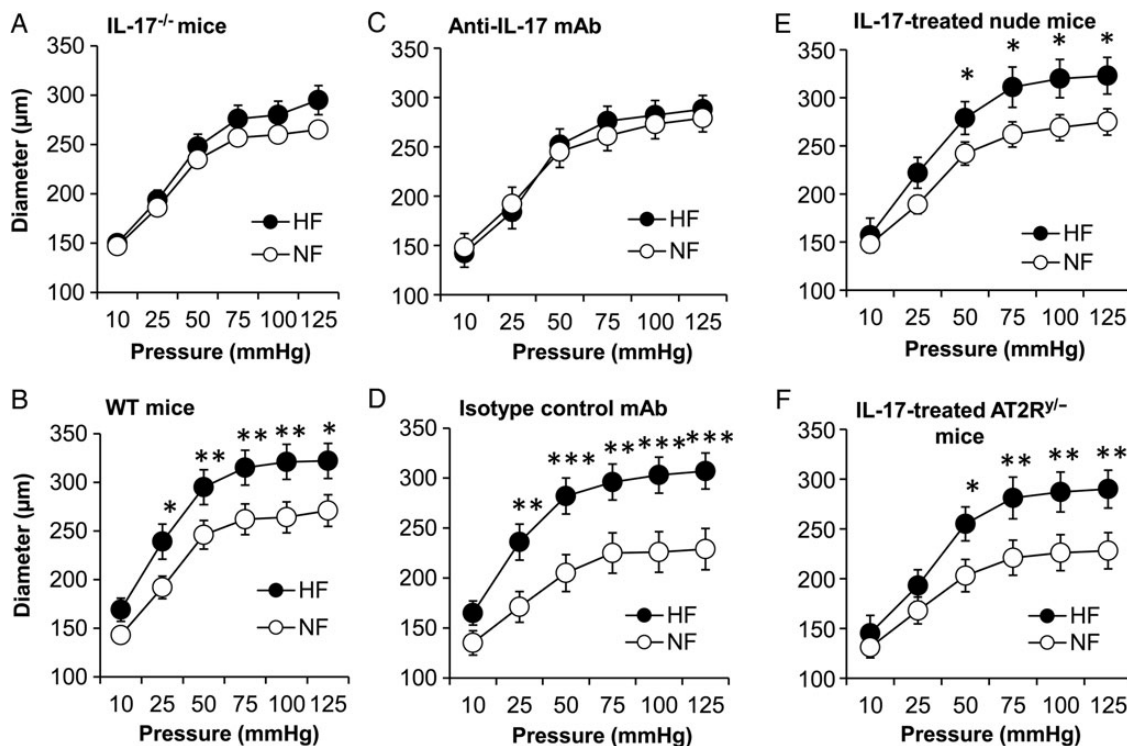 A
IL-17-/- mice
Diameter (µm)
350
300
250
200
150
100
HF
NF
10 25 50 75 100 125
Pressure (mmHg)
C
Anti-IL-17 mAb
350
300
250
200
150
100
HF
NF
10 25 50 75 100 125
Pressure (mmHg)
E
IL-17-treated nude mice
350
300
250
200
150
100
* * * *
HF
NF
10 25 50 75 100 125
Pressure (mmHg)
B
WT mice
Diameter (µm)
350
300
250
200
150
100
* ** ** ** *
HF
NF
10 25 50 75 100 125
Pressure (mmHg)
D
Isotype control mAb
350
300
250
200
150
100
** *** ** *** ***
HF
NF
10 25 50 75 100 125
Pressure (mmHg)
F
IL-17-treated AT2Ry/–
mice
350
300
250
200
150
100
* ** ** **
HF
NF
10 25 50 75 100 125
Pressure (mmHg)